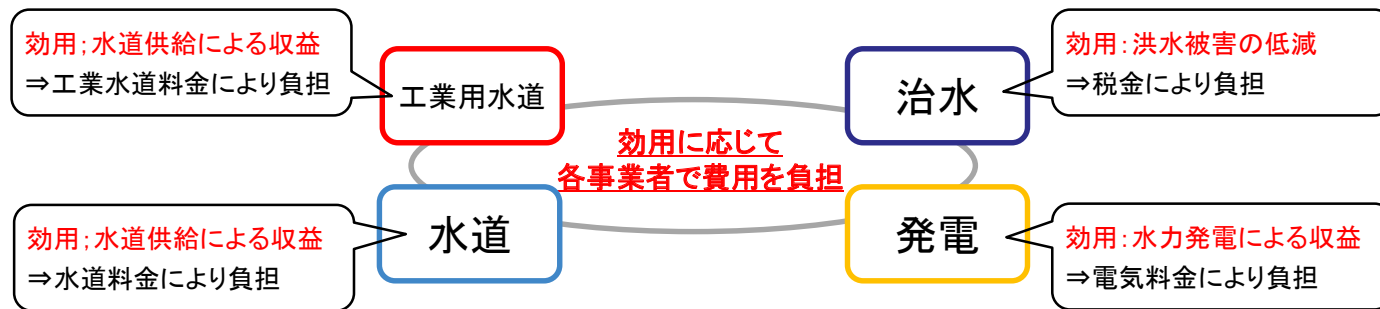 効用;水道供給による収益
⇒工業水道料金により負担
工業用水道
治水
効用:洪水被害の低減
⇒税金により負担
効用に応じて
各事業者で費用を負担
効用;水道供給による収益
⇒水道料金により負担
水道
発電
効用:水力発電による収益
⇒電気料金により負担